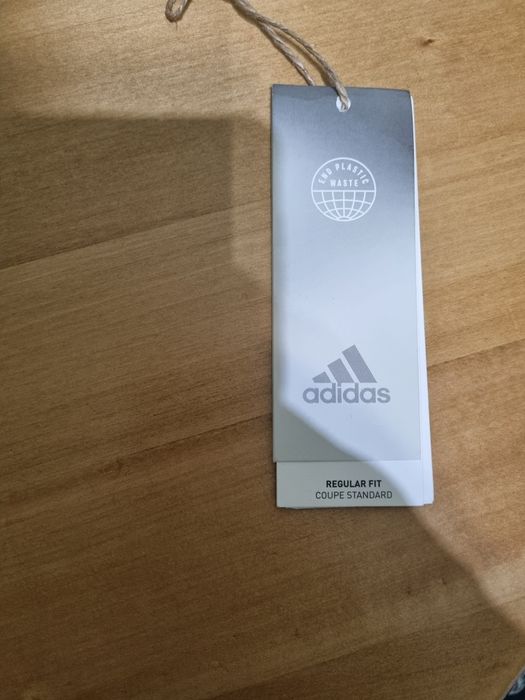 END PLASTIC
WASTE
adidas
REGULAR FIT
COUPE STANDARD